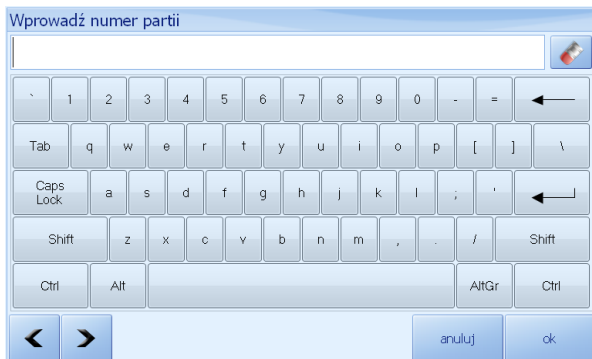 Wprowadź numer partii
` 1 2 3 4 5 6 7 8 9 0 - =
Tab q w e r t y u i o p [ ] \
Caps Lock a s d f g h j k l ; '
Shift z x c v b n m , . / Shift
Ctrl Alt AltGr Ctrl
anuluj ok